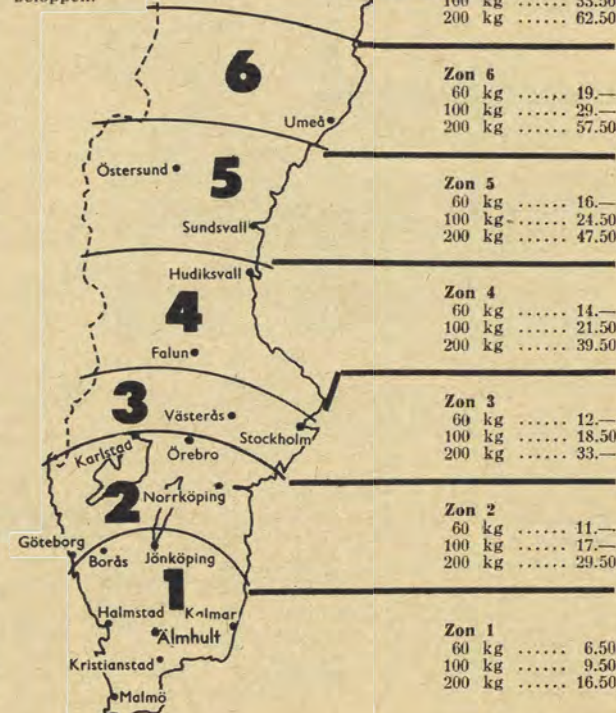 200 kg ...... 62.50
6
Umeå
Zon 6
60 kg ...... 19.—
100 kg ...... 29.—
200 kg ...... 57.50
Östersund
5
Sundsvall
Zon 5
60 kg ...... 16.—
100 kg ...... 24.50
200 kg ...... 47.50
Hudiksvall
4
Falun
Zon 4
60 kg ...... 14.—
100 kg ...... 21.50
200 kg ...... 39.50
3
Västerås
Stockholm
Karlstad
Örebro
Zon 3
60 kg ...... 12.—
100 kg ...... 18.50
200 kg ...... 33.—
2
Norrköping
Göteborg
Borås
Jönköping
Zon 2
60 kg ...... 11.—
100 kg ...... 17.—
200 kg ...... 29.50
1
Halmstad
Kalmar
Älmhult
Kristianstad
Malmö
Zon 1
60 kg ...... 6.50
100 kg ...... 9.50
200 kg ...... 16.50